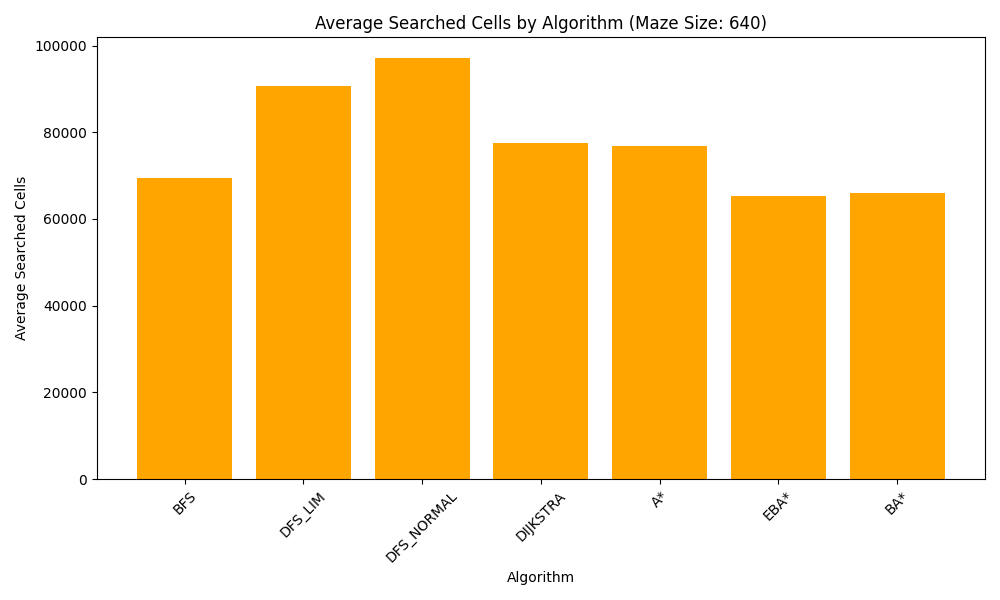 Average Searched Cells by Algorithm (Maze Size: 640)
Average Searched Cells
100000
80000
60000
40000
20000
0
BFS
DFS_LIM
DFS_NORMAL
DIJKSTRA
A*
EBA*
BA*
Algorithm